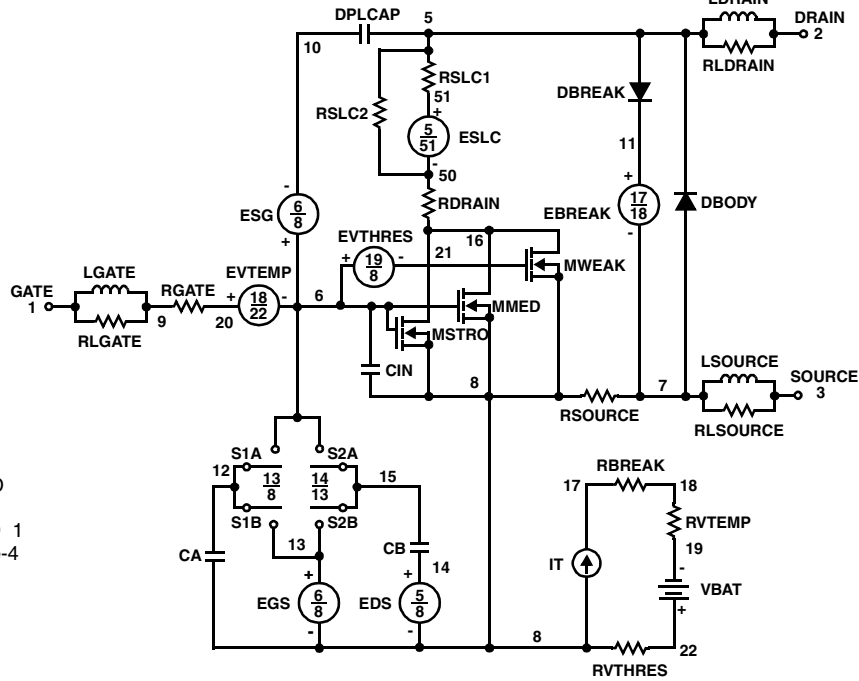 LDRAIN
DPLCAP
5
DRAIN
2
10
RLDRAIN
RSLC1
51
DBREAK
RSLC2
+
5
51
ESLC
11
-
50
-
RDRAIN
+
17
18
EBREAK
DBODY
ESG
6
8
+
EVTHRES
16
21
-
+
19
8
-
MWEAK
LGATE
EVTEMP
GATE
1
RGATE
+
18
22
-
6
MMED
9
20
MSTRO
RLGATE
LSOURCE
CIN
8
7
SOURCE
3
RSOURCE
RLSOURCE
S1A
S2A
12
13
8
14
13
15
RBREAK
17
18
S1B
S2B
RVTEMP
13
CB
19
CA
IT
-
14
VBAT
+
+
EGS
6
8
EDS
5
8
+
-
-
8
22
RVTHRES
1
-4